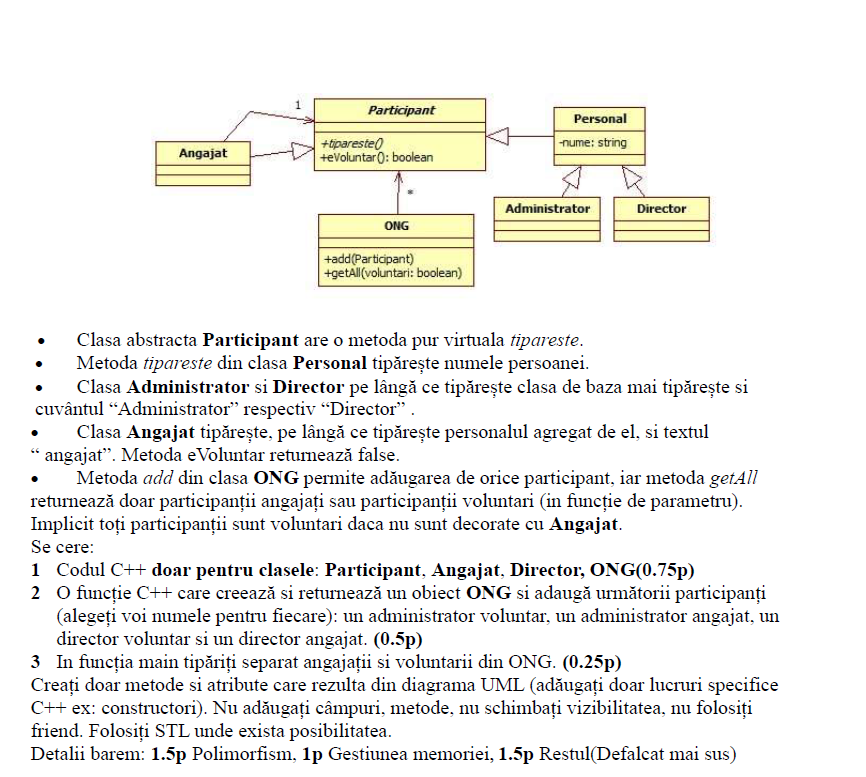 1
Participant
+tipareste()
+eVoluntar(): boolean
Personal
-nume: string
Angajat
*
ONG
+add(Participant)
+getAll(voluntari: boolean)
Administrator
Director
• Clasa abstracta Participant are o metoda pur virtuala tipareste.
• Metoda tipareste din clasa Personal tipărește numele persoanei.
• Clasa Administrator si Director pe lângă ce tipărește clasa de baza mai tipărește si
cuvântul “Administrator” respectiv “Director” .
• Clasa Angajat tipărește, pe lângă ce tipărește personalul agregat de el, si textul
“ angajat”. Metoda eVoluntar returnează false.
• Metoda add din clasa ONG permite adăugarea de orice participant, iar metoda getAll
returnează doar participanții angajați sau participanții voluntari (in funcție de parametru).
Implicit toți participanții sunt voluntari daca nu sunt decorate cu Angajat.
Se cere:
1 Codul C++ doar pentru clasele: Participant, Angajat, Director, ONG(0.75p)
2 O funcție C++ care creează si returnează un obiect ONG si adaugă următorii participanți
(alegeți voi numele pentru fiecare): un administrator voluntar, un administrator angajat, un
director voluntar si un director angajat. (0.5p)
3 In funcția main tipăriți separat angajații si voluntarii din ONG. (0.25p)
Creați doar metode si atribute care rezulta din diagrama UML (adăugați doar lucruri specifice
C++ ex: constructori). Nu adăugați câmpuri, metode, nu schimbați vizibilitatea, nu folosiți
friend. Folosiți STL unde exista posibilitatea.
Detalii barem: 1.5p Polimorfism, 1p Gestiunea memoriei, 1.5p Restul(Defalcat mai sus)